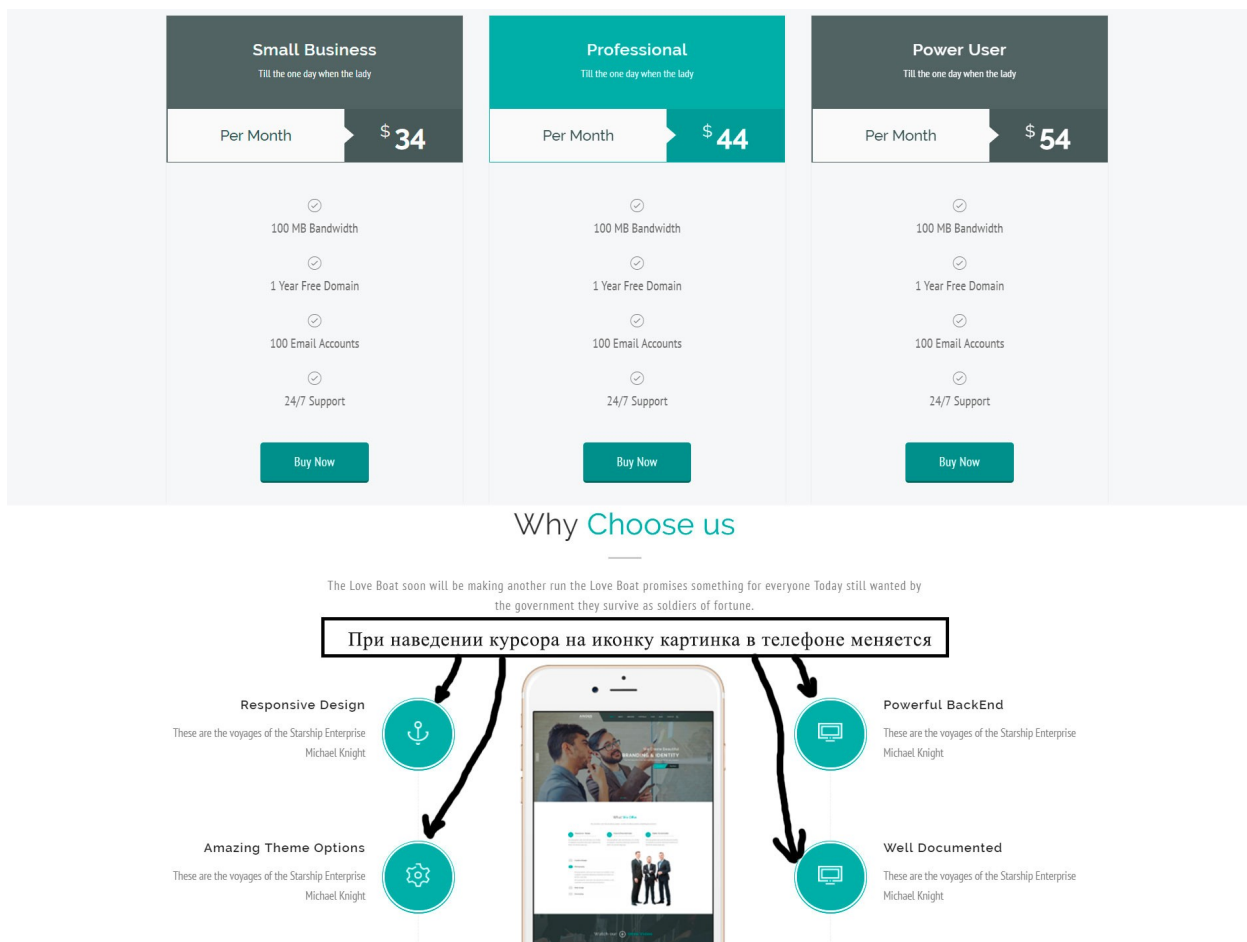 Small Business
Till the one day when the lady
Per Month
$ 34
100 MB Bandwidth
1 Year Free Domain
100 Email Accounts
24/7 Support
Buy Now
Professional
Till the one day when the lady
Per Month
$ 44
100 MB Bandwidth
1 Year Free Domain
100 Email Accounts
24/7 Support
Buy Now
Power User
Till the one day when the lady
Per Month
$ 54
100 MB Bandwidth
1 Year Free Domain
100 Email Accounts
24/7 Support
Buy Now
Why Choose us
The Love Boat soon will be making another run the Love Boat promises something for everyone Today still wanted by
the government they survive as soldiers of fortune.
При наведении курсора на иконку картинка в телефоне меняется
Responsive Design
These are the voyages of the Starship Enterprise
Michael Knight
Amazing Theme Options
These are the voyages of the Starship Enterprise
Michael Knight
BRANDING & IDENTITY
Powerful BackEnd
These are the voyages of the Starship Enterprise
Michael Knight
Well Documented
These are the voyages of the Starship Enterprise
Michael Knight